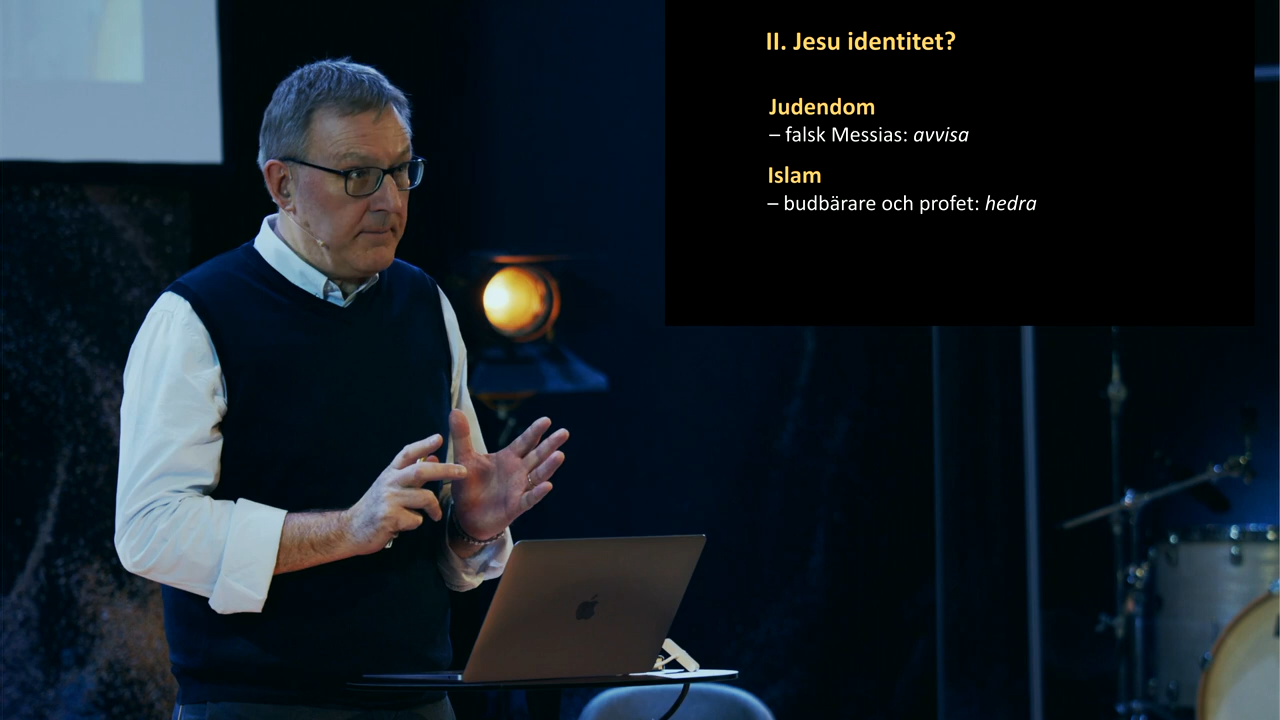 II. Jesu identitet?
Judendom
– falsk Messias: avvisa
Islam
– budbärare och profet: hedra